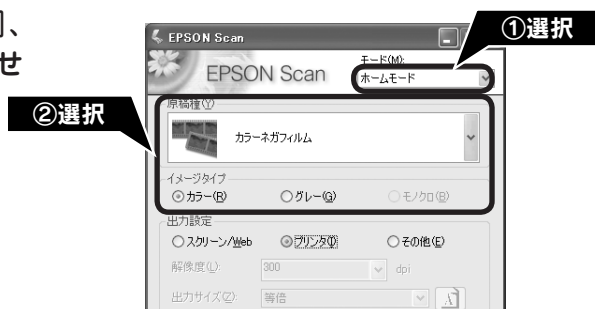 】、
せ
①選択
②選択
EPSON Scan
EPSON Scan
モード(M):
ホームモード
原稿種(Y)
カラーネガフィルム
イメージタイプ
カラー(R) グレー(G) モノクロ(B)
出力設定
スクリーン/Web プリンタ(I) その他(E)
解像度(L): 300 dpi
出力サイズ(Z): 等倍 A